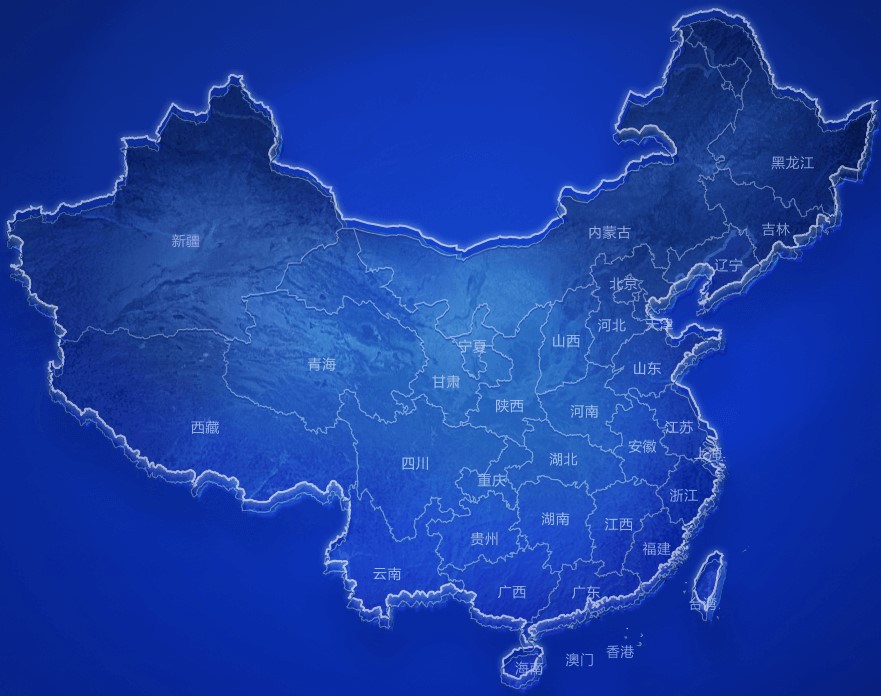 黑龙江
吉林
内蒙古
新疆
辽宁
北京
河北
天津
山西
宁夏
青海
山东
甘肃
陕西
河南
西藏
江苏
安徽
上海
四川
湖北
重庆
浙江
湖南
江西
贵州
福建
云南
广西
广东
台湾
香港
澳门
海南